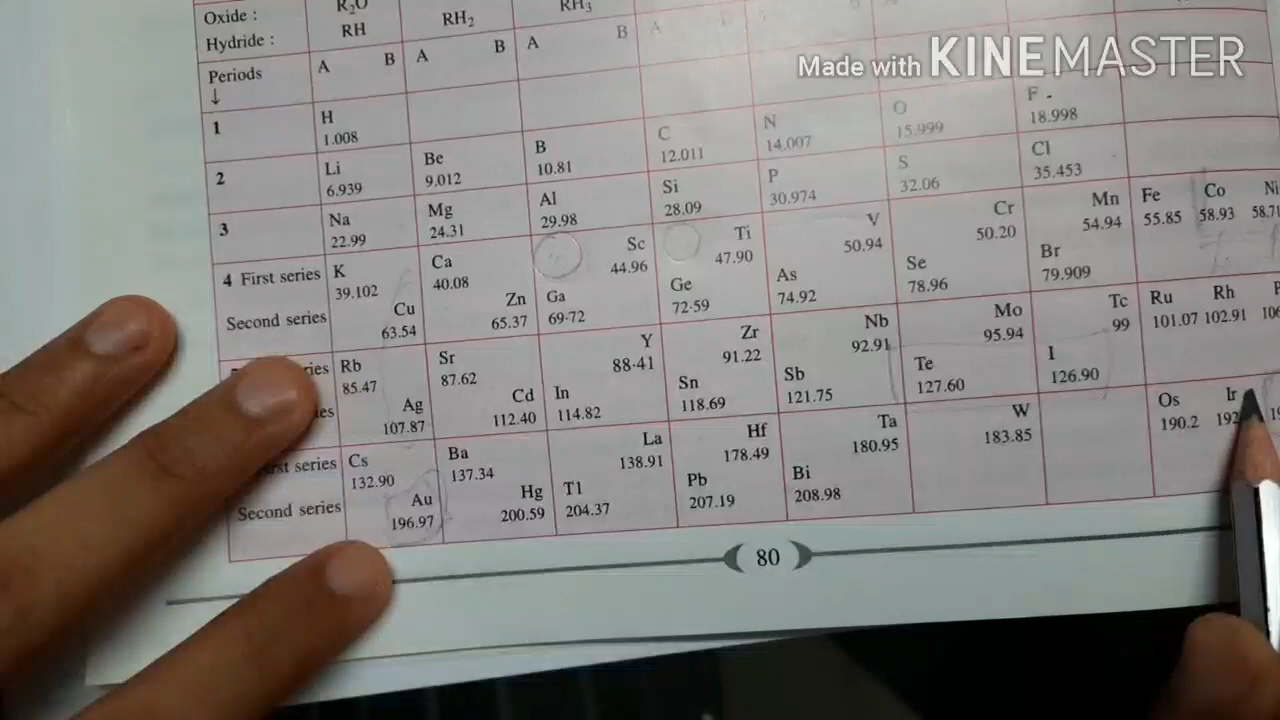 Made with KINEMASTER
Oxide : R₂O
Hydride : RH RH₂ RH₃
Periods A B A B A B A
↓
1 H
1.008
2 Li Be B C N O F
6.939 9.012 10.81 12.011 14.007 15.999 18.998
3 Na Mg Al Si P S Cl
22.99 24.31 29.98 28.09 30.974 32.06 35.453
4 First series K Ca Sc Ti V Cr Mn Fe Co Ni
39.102 40.08 44.96 47.90 50.94 50.20 54.94 55.85 58.93
Second series Cu Zn Ga Ge As Se Br
63.54 65.37 69·72 72·59 74.92 78.96 79.909
Rb Sr Y Zr Nb Mo Tc Ru Rh
85.47 87.62 88·41 91.22 92.91 95.94 99 101.07 102.91
Ag Cd In Sn Sb Te I
107.87 112.40 114.82 118.69 121.75 127.60 126.90
series Cs Ba La Hf Ta W Os Ir
132.90 137.34 138.91 178.49 180.95 183.85 190.2
Second series Au Hg Tl Pb Bi
196.97 200.59 204.37 207.19 208.98
80